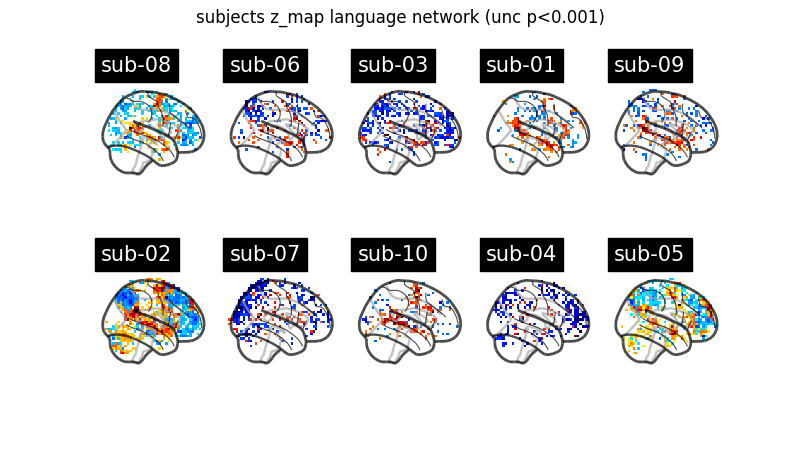 subjects z_map language network (unc p<0.001)
sub-08
sub-06
sub-03
sub-01
sub-09
sub-02
sub-07
sub-10
sub-04
sub-05